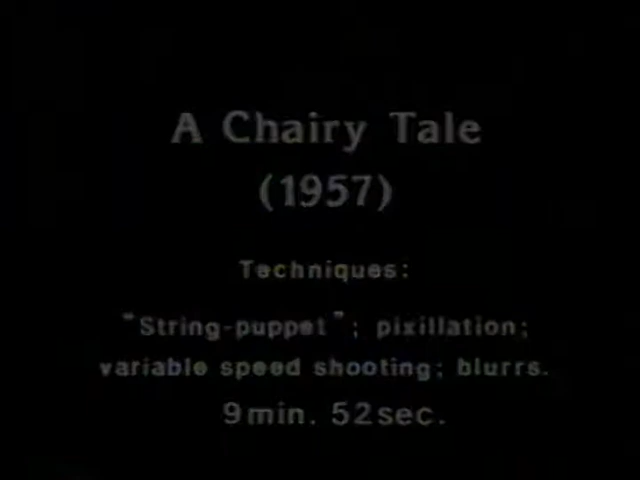 A Chairy Tale
(1957)
Techniques:
"String-puppet"; pixillation;
variable speed shooting; blurrs.
9min. 52sec.